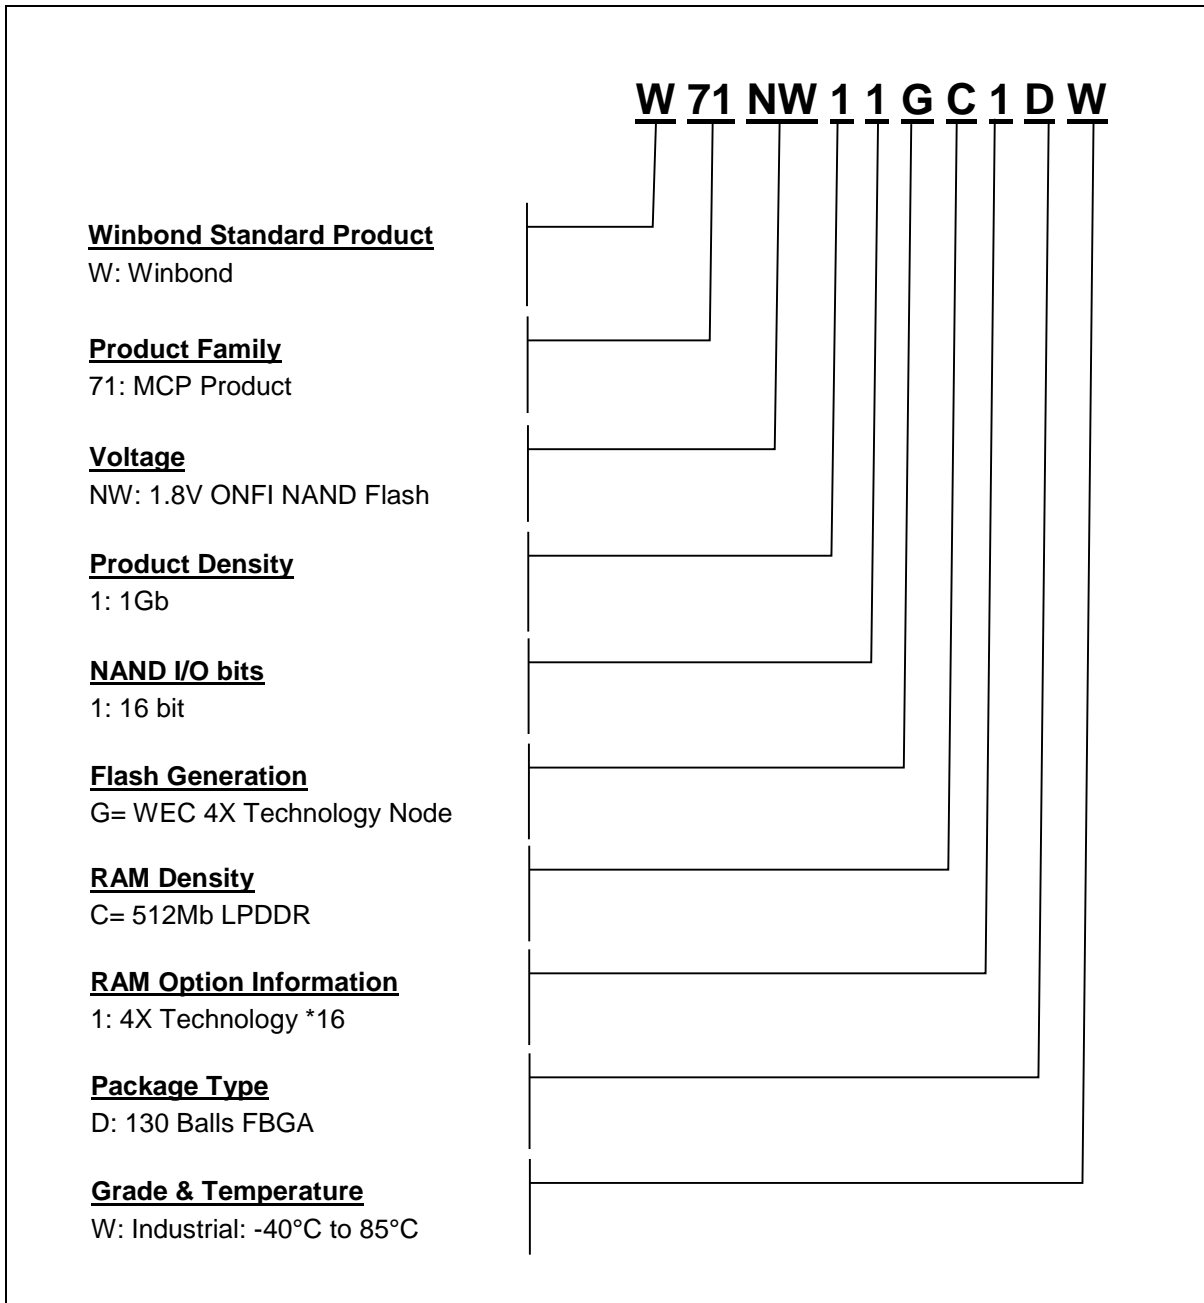 W 71 NW 1 1 G C 1 D W
Winbond Standard Product
W: Winbond
Product Family
71: MCP Product
Voltage
NW: 1.8V ONFI NAND Flash
Product Density
1: 1Gb
NAND I/O bits
1: 16 bit
Flash Generation
G= WEC 4X Technology Node
RAM Density
C= 512Mb LPDDR
RAM Option Information
1: 4X Technology *16
Package Type
D: 130 Balls FBGA
Grade & Temperature
W: Industrial: -40°C to 85°C